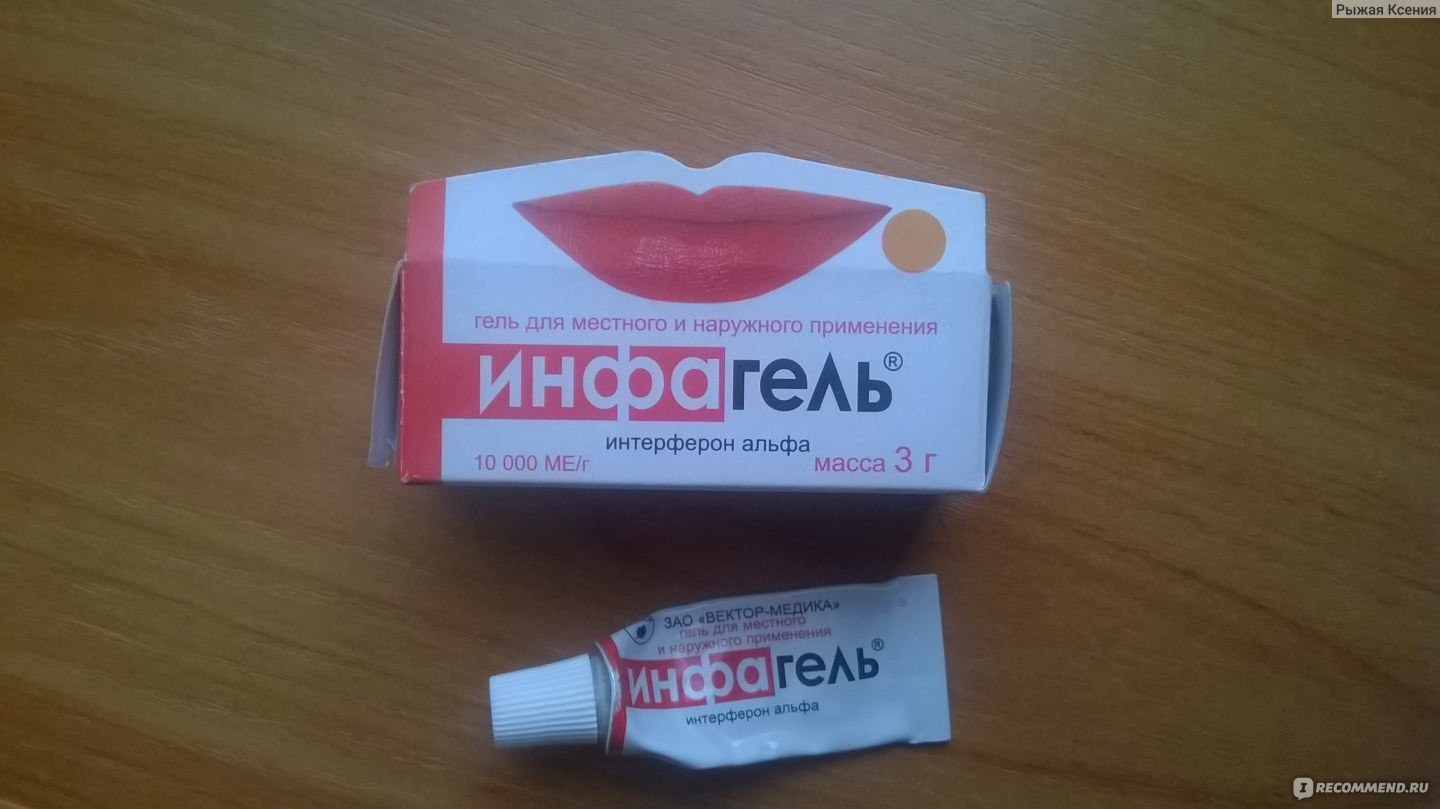 Рыжая Ксения
гель для местного и наружного применения
инфагель®
интерферон альфа
10 000 МЕ/г
масса 3 г
ЗАО «ВЕКТОР-МЕДИКА»
гель для местного
и наружного применения
инфагель®
интерферон альфа
IRECOMMEND.RU